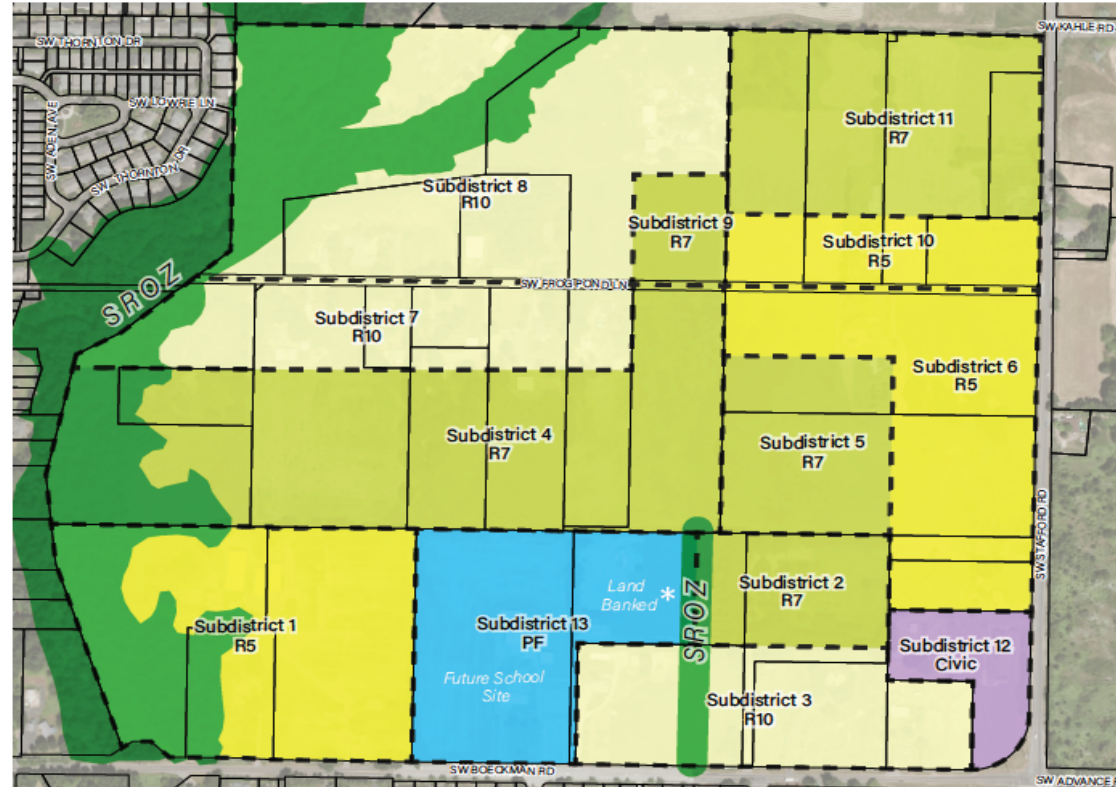 SW KAHLE RD
SW THORNTON DR
SW LOWRIE LN
SW ADEN AVE
SW THORNTON DR
Subdistrict 11
R7
Subdistrict 8
R10
Subdistrict 9
R7
Subdistrict 10
R5
SROZ
SW FROG POND LN
Subdistrict 7
R10
Subdistrict 6
R5
Subdistrict 4
R7
Subdistrict 5
R7
SW STAFFORD RD
Land
Banked *
SROZ
Subdistrict 2
R7
Subdistrict 1
R5
Subdistrict 13
PF
Subdistrict 12
Civic
Future School
Site
Subdistrict 3
R10
SW BOECKMAN RD
SW ADVANCE